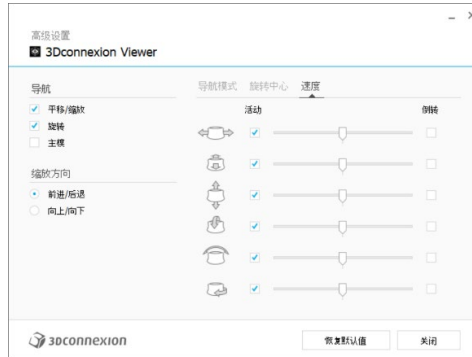 高级设置
3Dconnexion Viewer
导航
平移/缩放
旋转
主模
缩放方向
前进/后退
向上/向下
导航模式 旋转中心 速度
活动 倒转
3Dconnexion
恢复默认值 关闭